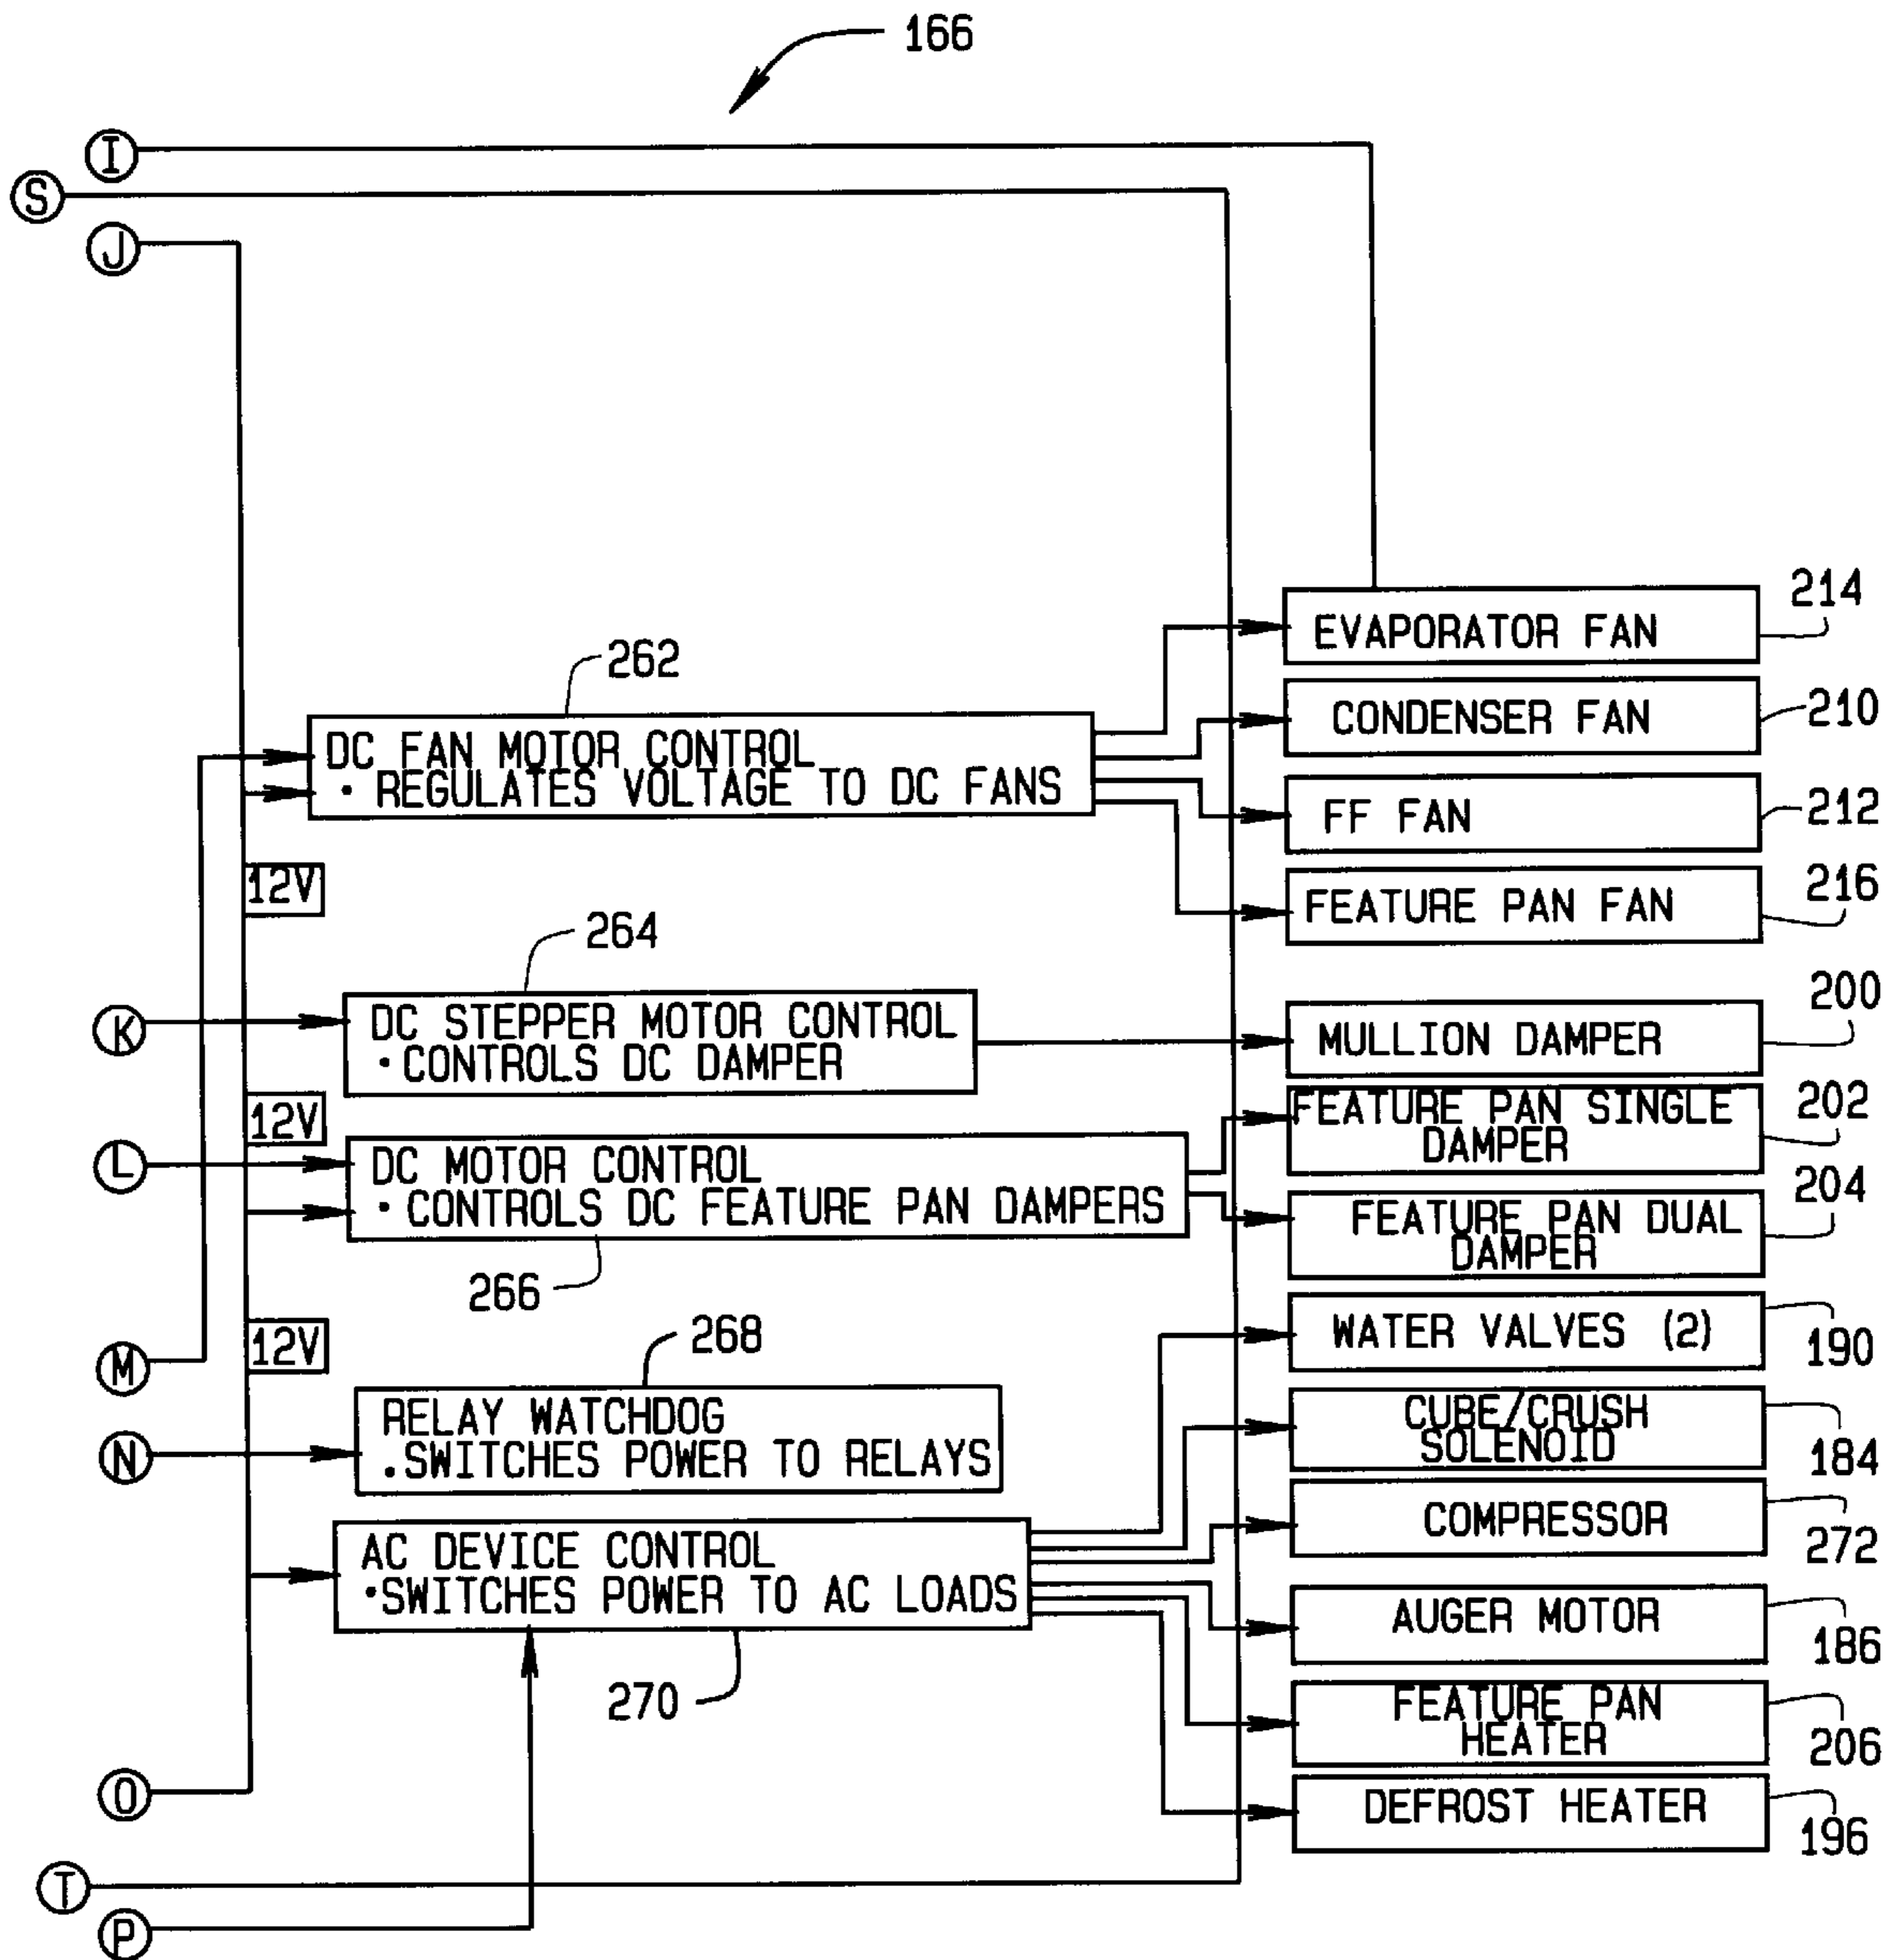 166
I
S
J
214
EVAPORATOR FAN
262
CONDENSER FAN
210
DC FAN MOTOR CONTROL
• REGULATES VOLTAGE TO DC FANS
FF FAN
212
12V
216
FEATURE PAN FAN
264
200
K
DC STEPPER MOTOR CONTROL
• CONTROLS DC DAMPER
MULLION DAMPER
12V
FEATURE PAN SINGLE
DAMPER
202
L
DC MOTOR CONTROL
• CONTROLS DC FEATURE PAN DAMPERS
204
FEATURE PAN DUAL
DAMPER
266
12V
WATER VALVES (2)
190
M
268
N
RELAY WATCHDOG
.SWITCHES POWER TO RELAYS
CUBE/CRUSH
SOLENOID
184
COMPRESSOR
272
AC DEVICE CONTROL
•SWITCHES POWER TO AC LOADS
AUGER MOTOR
186
270
FEATURE PAN
HEATER
206
O
DEFROST HEATER
196
T
P